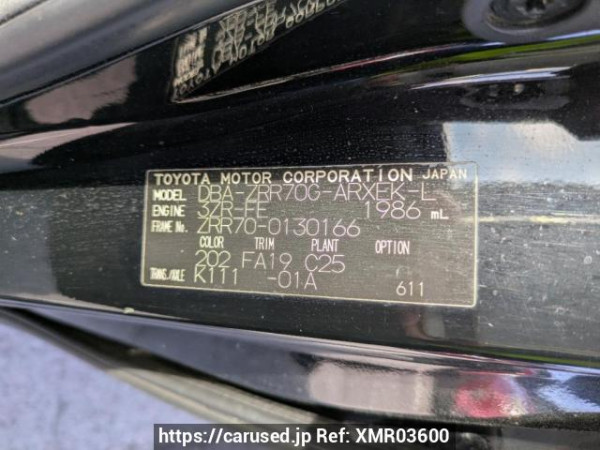 TOYOTA MOTOR CORPORATION JAPAN
MODEL DBA-ZRR70G-ARXEK-L
ENGINE 3ZR-FE 1986 mL
FRAME No. ZRR70-0130166
COLOR TRIM PLANT OPTION
202 FA19 C25
TRANS./AXLE K111 -01A 611
https://carused.jp Ref: XMR03600